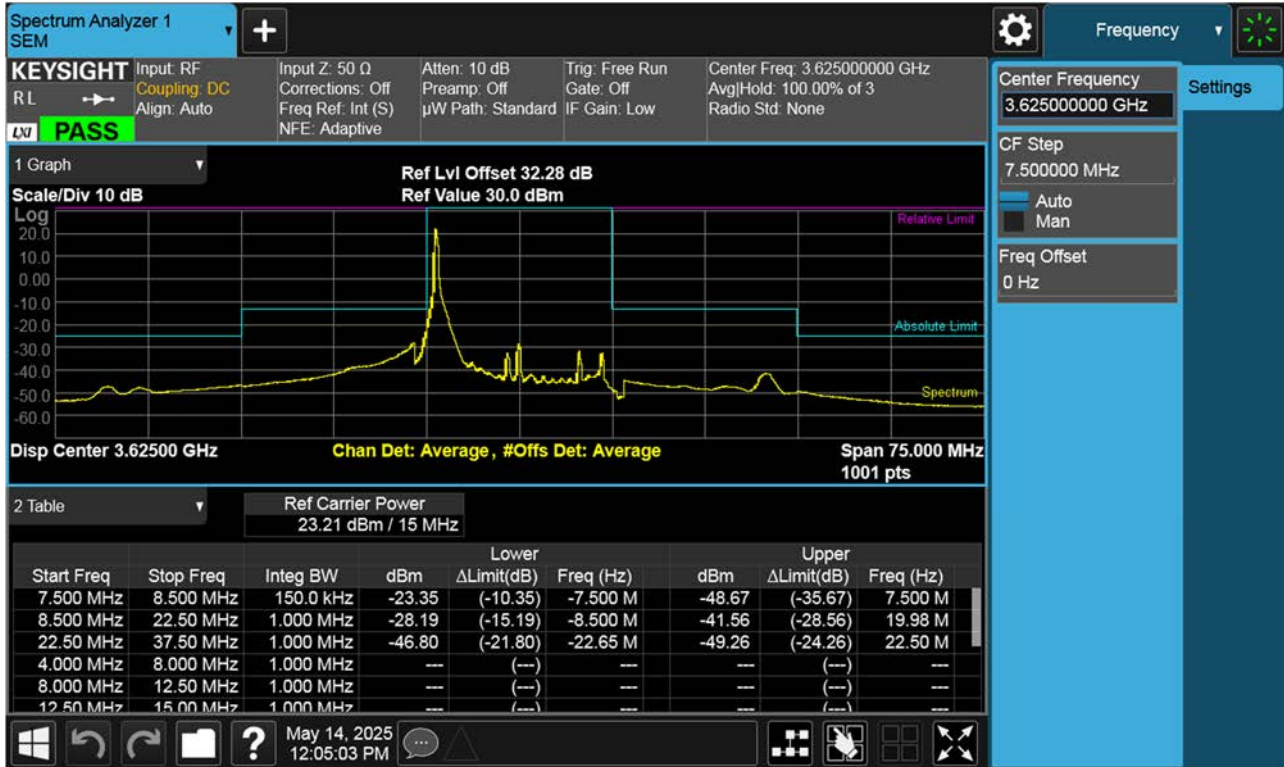 Spectrum Analyzer 1
SEM
Frequency
KEYSIGHT
RL
LXI
PASS
Input: RF
Coupling: DC
Align: Auto
Input Z: 50 Ω
Corrections: Off
Freq Ref: Int (S)
NFE: Adaptive
Atten: 10 dB
Preamp: Off
µW Path: Standard
Trig: Free Run
Gate: Off
IF Gain: Low
Center Freq: 3.625000000 GHz
Avg|Hold: 100.00% of 3
Radio Std: None
Center Frequency
3.625000000 GHz
Settings
CF Step
7.500000 MHz
Auto
Man
Freq Offset
0 Hz
1 Graph
Ref Lvl Offset 32.28 dB
Scale/Div 10 dB Ref Value 30.0 dBm
Log
Relative Limit
20.0
10.0
0.00
-10.0
-20.0
Absolute Limit
-30.0
-40.0
-50.0
Spectrum
-60.0
Disp Center 3.62500 GHz Chan Det: Average, #Offs Det: Average Span 75.000 MHz
1001 pts
2 Table
Ref Carrier Power
23.21 dBm / 15 MHz
Lower Upper
Start Freq Stop Freq Integ BW dBm ΔLimit(dB) Freq (Hz) dBm ΔLimit(dB) Freq (Hz)
7.500 MHz 8.500 MHz 150.0 kHz -23.35 (-10.35) -7.500 M -48.67 (-35.67) 7.500 M
8.500 MHz 22.50 MHz 1.000 MHz -28.19 (-15.19) -8.500 M -41.56 (-28.56) 19.98 M
22.50 MHz 37.50 MHz 1.000 MHz -46.80 (-21.80) -22.65 M -49.26 (-24.26) 22.50 M
4.000 MHz 8.000 MHz 1.000 MHz --- (---) --- --- (---) ---
8.000 MHz 12.50 MHz 1.000 MHz --- (---) --- --- (---) ---
12.50 MHz 15.00 MHz 1.000 MHz --- (---) --- --- (---) ---
May 14, 2025
12:05:03 PM